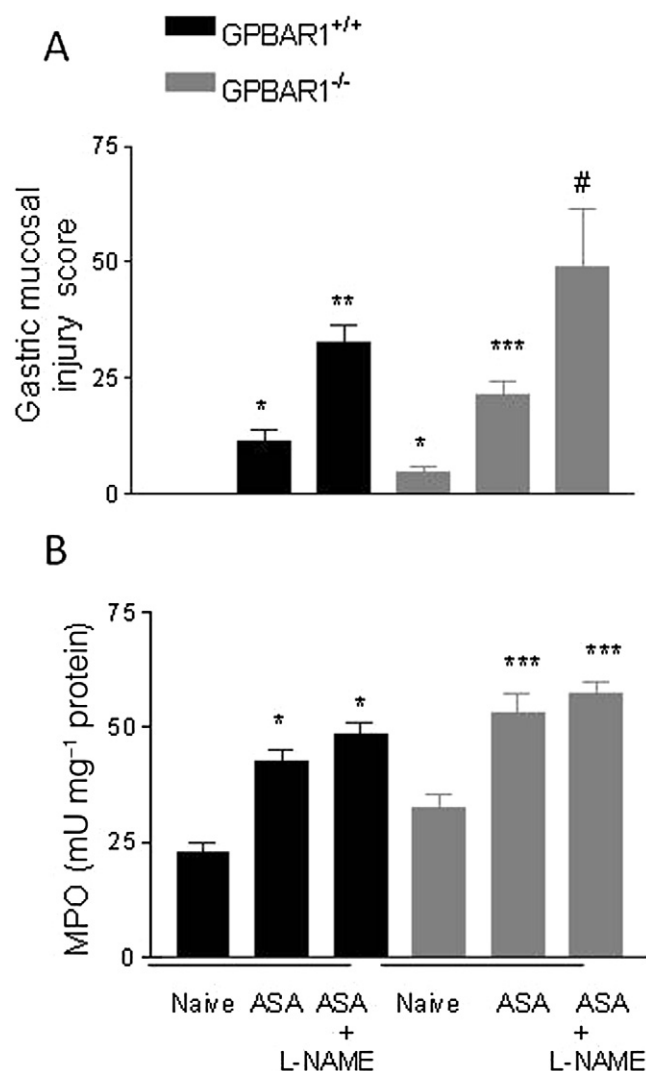 A
GPBAR1+/+
GPBAR1-/-
Gastric mucosal
injury score
75
50
25
0
*
**
*
***
#
B
MPO (mU mg⁻¹ protein)
75
50
25
0
*
*
***
***
Naive ASA ASA Naive ASA ASA
+ +
L-NAME L-NAME